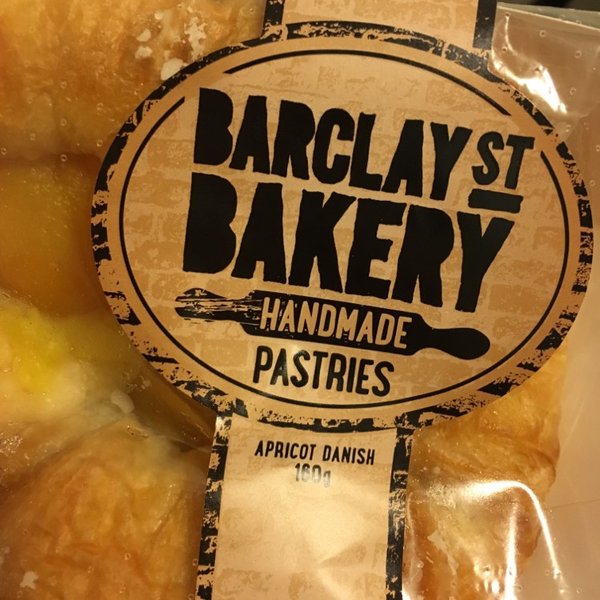 BARCLAY ST
BAKERY
HANDMADE
PASTRIES
APRICOT DANISH
160g